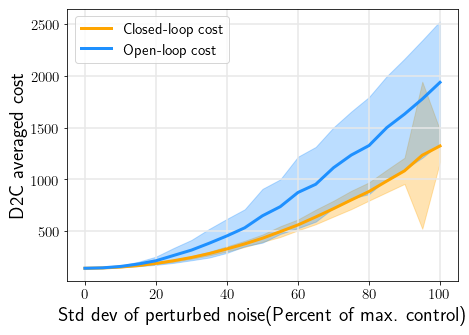 Closed-loop cost
Open-loop cost
D2C averaged cost
2500
2000
1500
1000
500
0 20 40 60 80 100
Std dev of perturbed noise(Percent of max. control)